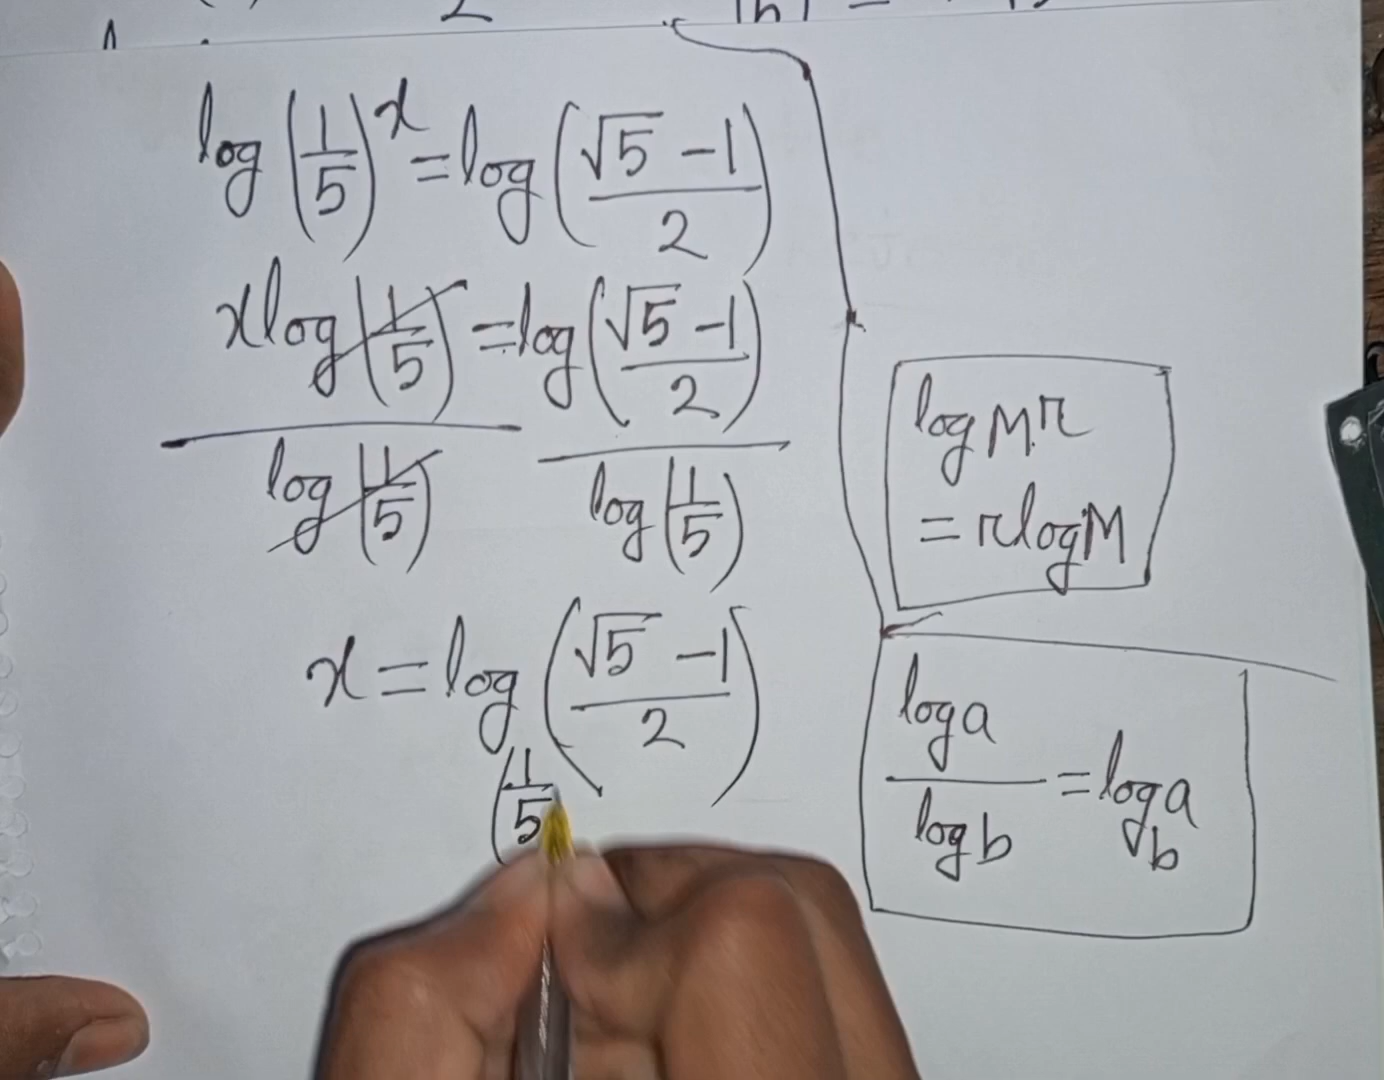 log(1/5)^x = log((√5 - 1)/2)
x log(1/5) = log((√5 - 1)/2)
log(1/5) log(1/5)
x = log_(1/5) ((√5 - 1)/2)
log M^r
= r log M
log a / log b = log_b a